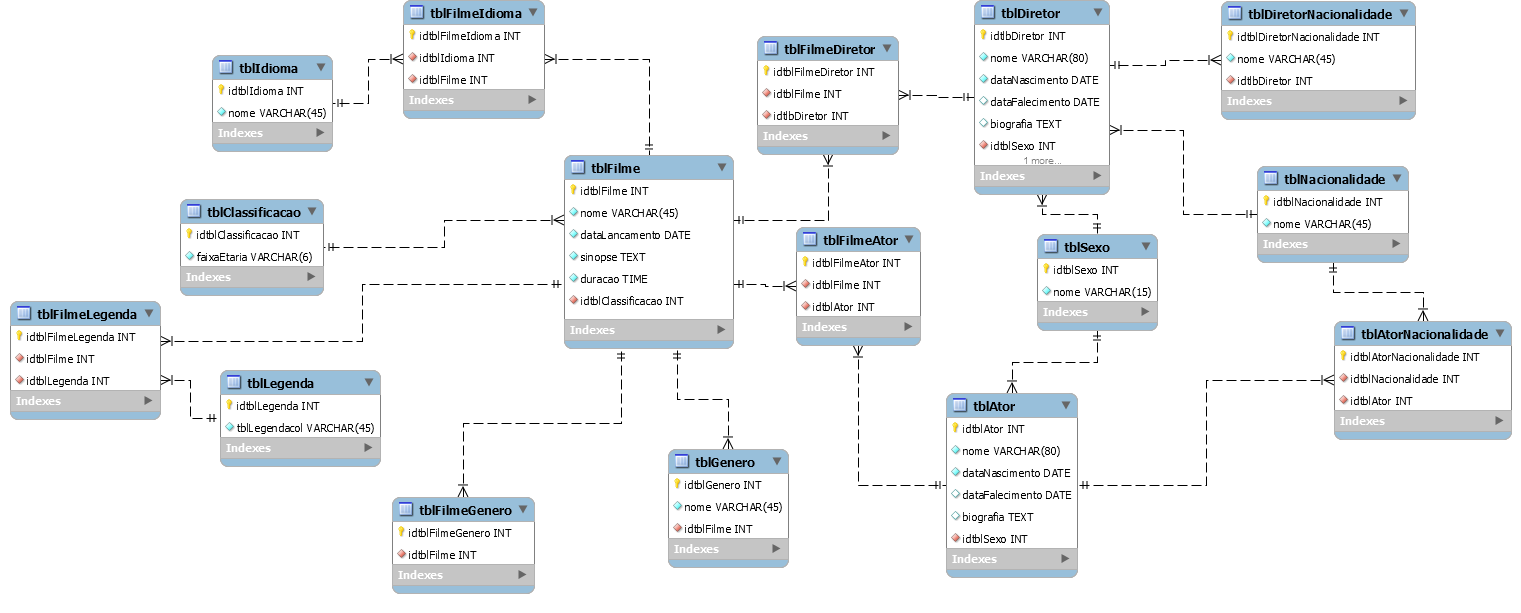 tblFilmeIdioma
idtblFilmeIdioma INT
idtblIdioma INT
idtblFilme INT
Indexes
tblIdioma
idtblIdioma INT
nome VARCHAR(45)
Indexes
tblFilmeDiretor
idtblFilmeDiretor INT
idtblFilme INT
idtbDiretor INT
Indexes
tblDiretor
idtbDiretor INT
nome VARCHAR(80)
dataNascimento DATE
dataFalecimento DATE
biografia TEXT
idtblSexo INT
1 more...
Indexes
tblDiretorNacionalidade
idtblDiretorNacionalidade INT
nome VARCHAR(45)
idtbDiretor INT
Indexes
tblFilme
idtblFilme INT
nome VARCHAR(45)
dataLancamento DATE
sinopse TEXT
duracao TIME
idtblClassificacao INT
Indexes
tblClassificacao
idtblClassificacao INT
faixaEtaria VARCHAR(6)
Indexes
tblNacionalidade
idtblNacionalidade INT
nome VARCHAR(45)
Indexes
tblFilmeAtor
idtblFilmeAtor INT
idtblFilme INT
idtblAtor INT
Indexes
tblSexo
idtblSexo INT
nome VARCHAR(15)
Indexes
tblFilmeLegenda
idtblFilmeLegenda INT
idtblFilme INT
idtblLegenda INT
Indexes
tblLegenda
idtblLegenda INT
tblLegendacol VARCHAR(45)
Indexes
tblAtorNacionalidade
idtblAtorNacionalidade INT
idtblNacionalidade INT
idtblAtor INT
Indexes
tblAtor
idtblAtor INT
nome VARCHAR(80)
dataNascimento DATE
dataFalecimento DATE
biografia TEXT
idtblSexo INT
Indexes
tblGenero
idtblGenero INT
nome VARCHAR(45)
idtblFilme INT
Indexes
tblFilmeGenero
idtblFilmeGenero INT
idtblFilme INT
Indexes